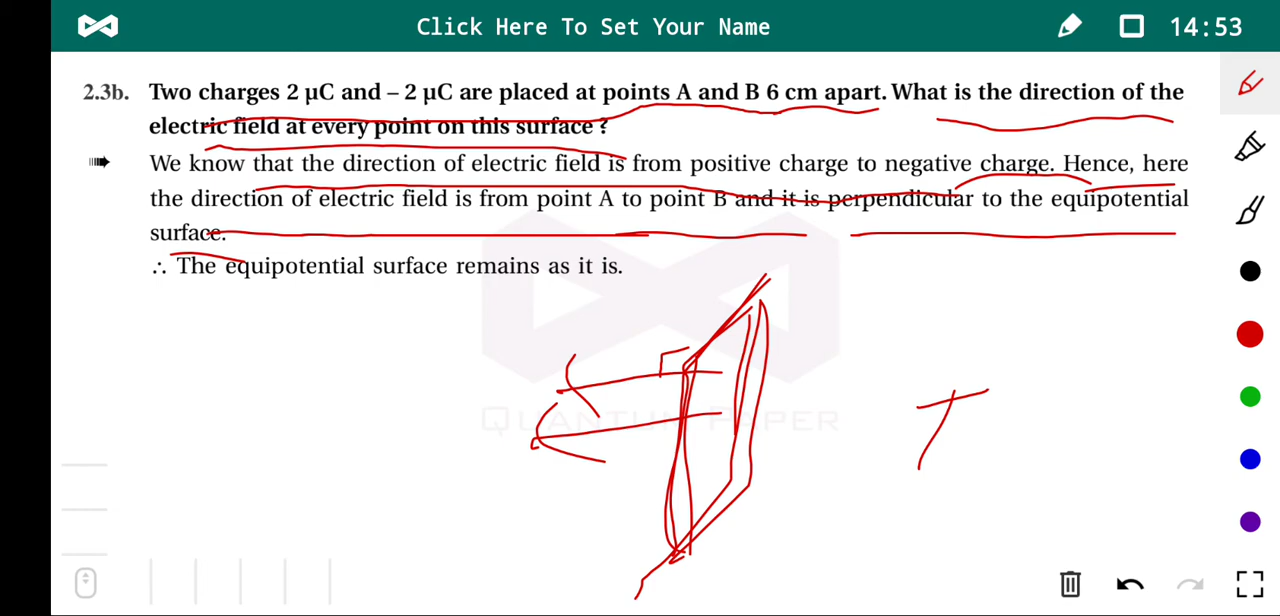 Click Here To Set Your Name
14:53
2.3b. Two charges 2 μC and – 2 μC are placed at points A and B 6 cm apart. What is the direction of the
electric field at every point on this surface ?
We know that the direction of electric field is from positive charge to negative charge. Hence, here
the direction of electric field is from point A to point B and it is perpendicular to the equipotential
surface.
∴ The equipotential surface remains as it is.
QUANTUM PAPER